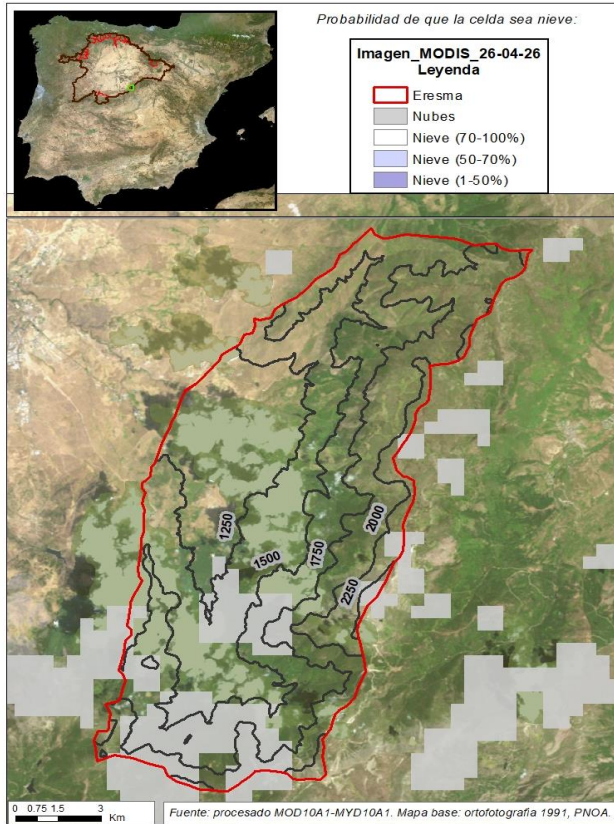 Probabilidad de que la celda sea nieve:
Imagen_MODIS_26-04-26
Leyenda
Eresma
Nubes
Nieve (70-100%)
Nieve (50-70%)
Nieve (1-50%)
1250
1500
1750
2000
2250
0 0.75 1.5 3
Km
Fuente: procesado MOD10A1-MYD10A1. Mapa base: ortofotografia 1991, PNOA.